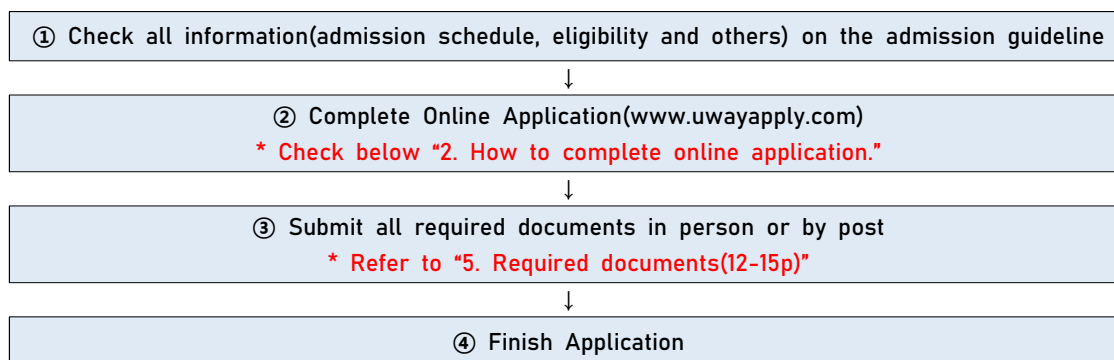 ① Check all information(admission schedule, eligibility and others) on the admission guideline
↓
② Complete Online Application(www.uwayapply.com)
* Check below “2. How to complete online application.”
↓
③ Submit all required documents in person or by post
* Refer to “5. Required documents(12-15p)”
↓
④ Finish Application